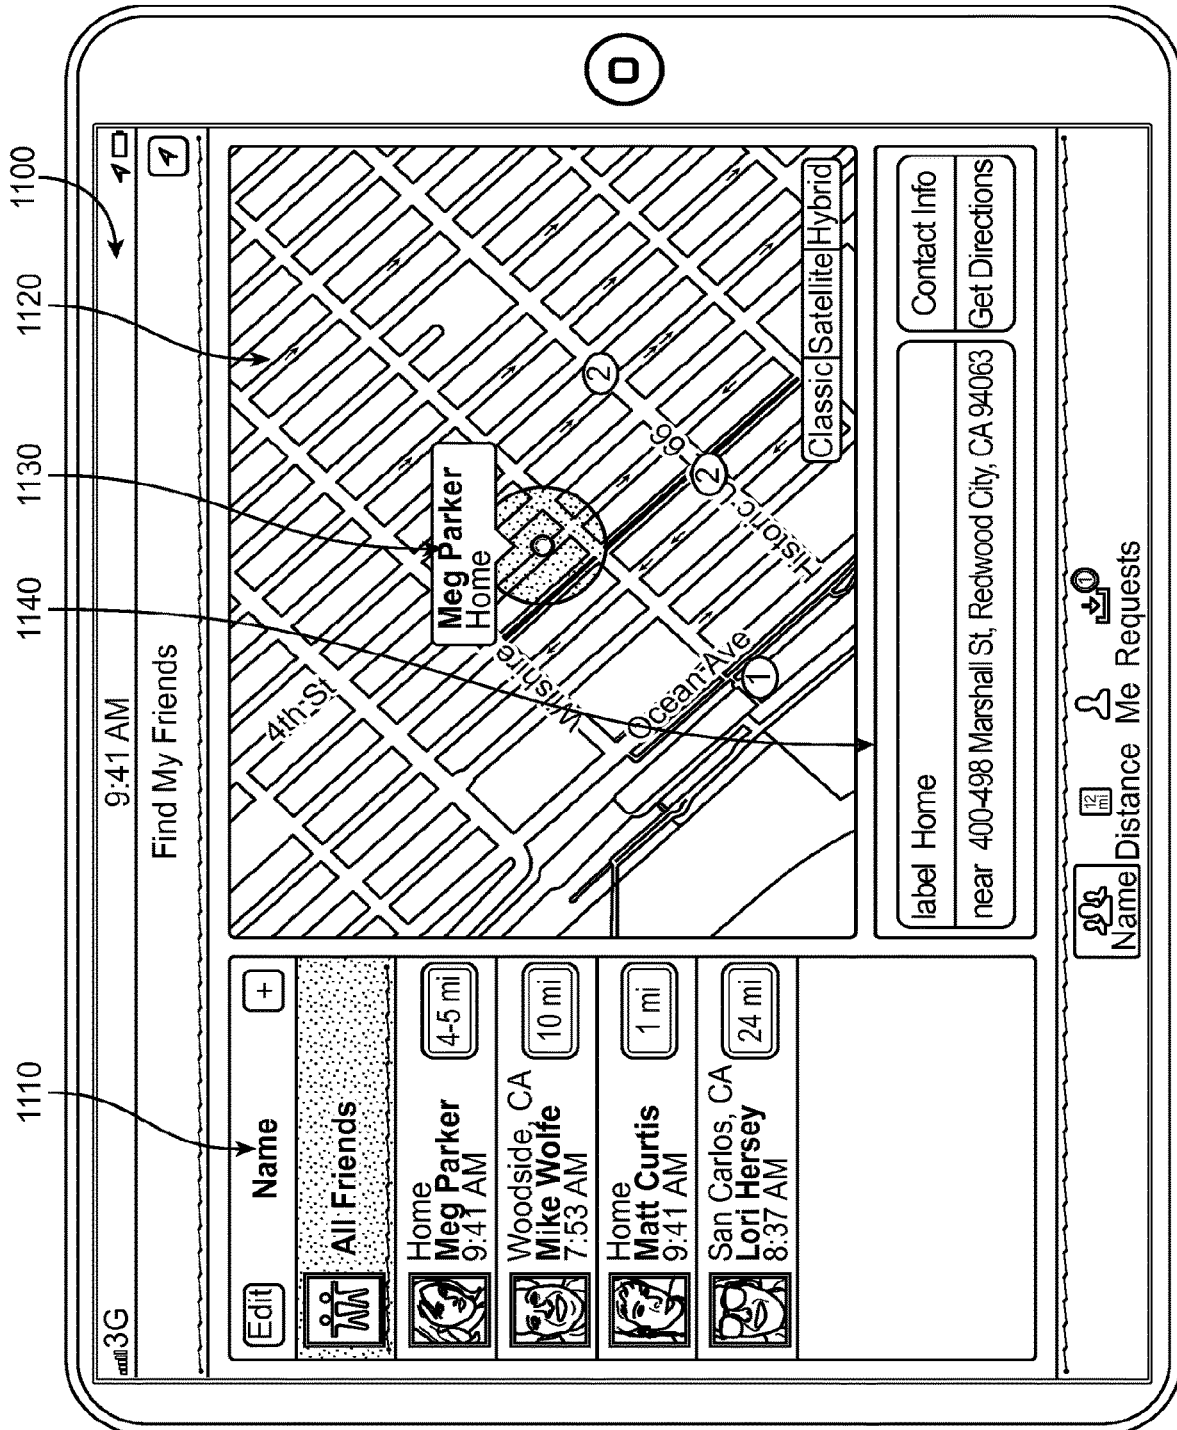 1110
1140
1130
1120
1100
3G
9:41 AM
Find My Friends
Edit
Name
+
All Friends
Home
Meg Parker
9:41 AM
4-5 mi
Woodside, CA
Mike Wolfe
7:53 AM
10 mi
Home
Matt Curtis
9:41 AM
1 mi
San Carlos, CA
Lori Hersey
8:37 AM
24 mi
Meg Parker
Home
4th St
Wilshire
Ocean Ave
1
2
2
Historic U 66
Classic Satellite Hybrid
label Home
near 400-498 Marshall St, Redwood City, CA 94063
Contact Info
Get Directions
12 mi
1
Name Distance Me Requests